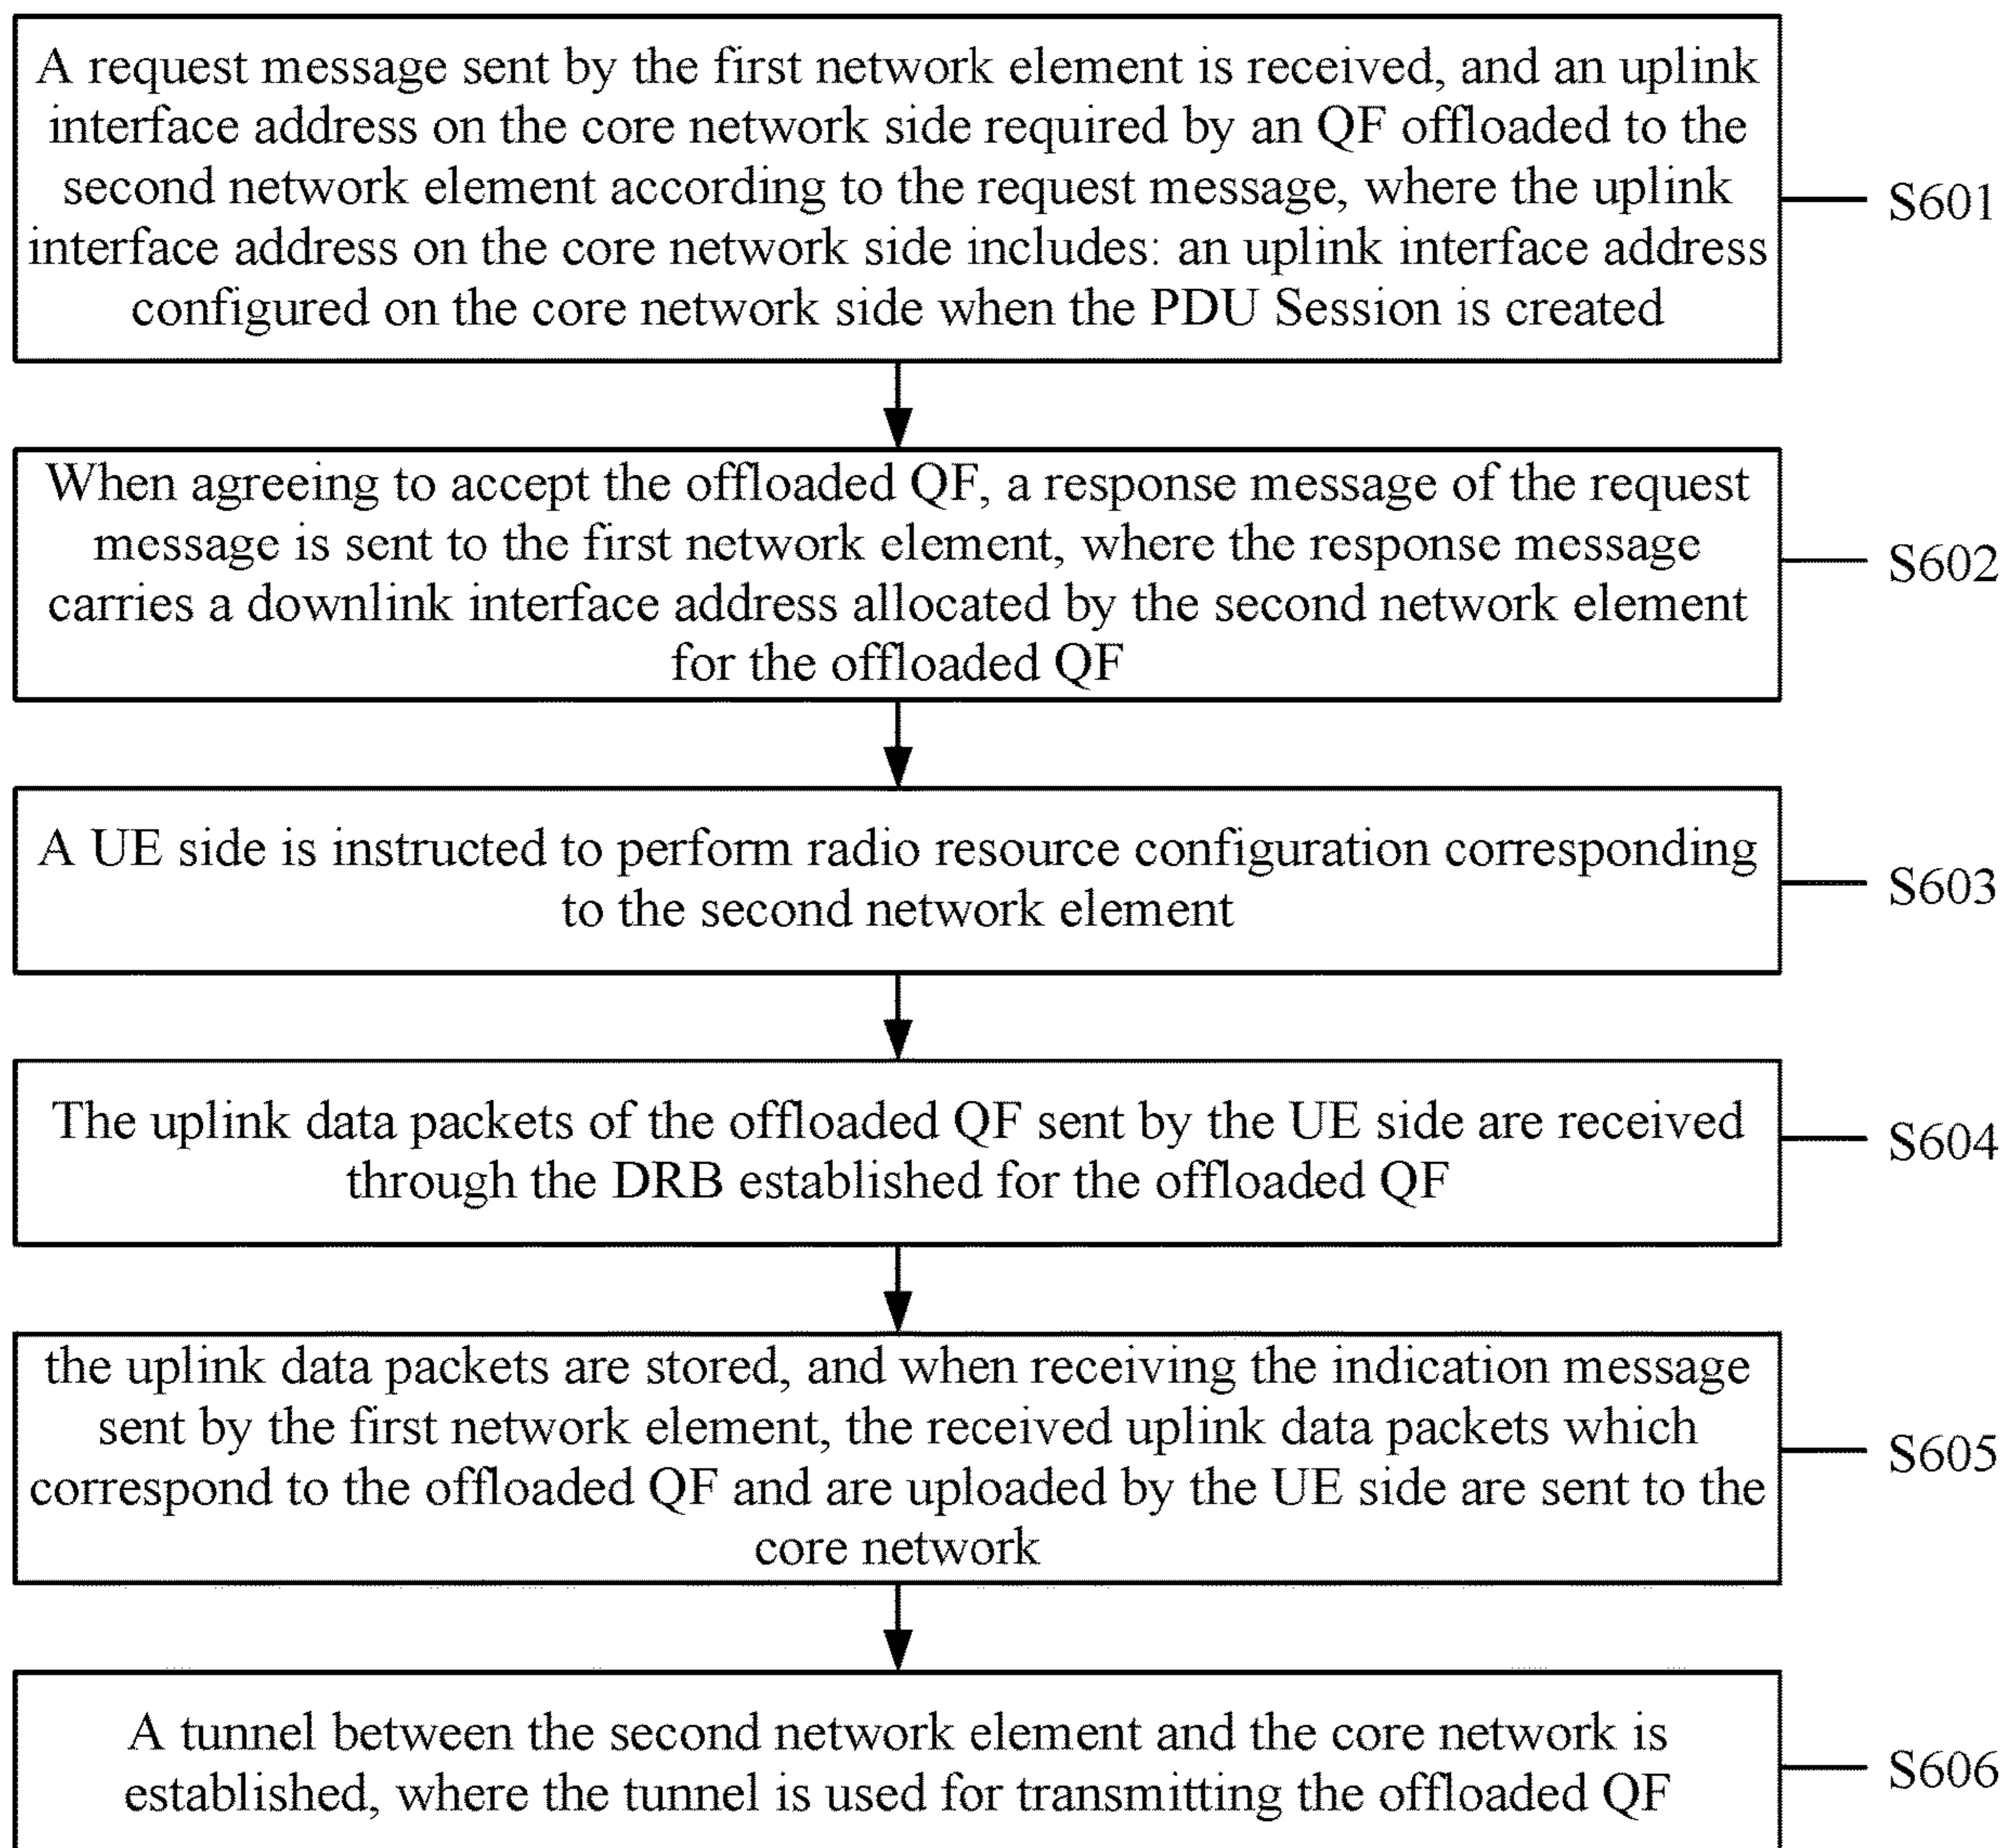 A request message sent by the first network element is received, and an uplink
interface address on the core network side required by an QF offloaded to the
second network element according to the request message, where the uplink
interface address on the core network side includes: an uplink interface address
configured on the core network side when the PDU Session is created
S601
When agreeing to accept the offloaded QF, a response message of the request
message is sent to the first network element, where the response message
carries a downlink interface address allocated by the second network element
for the offloaded QF
S602
A UE side is instructed to perform radio resource configuration corresponding
to the second network element
S603
The uplink data packets of the offloaded QF sent by the UE side are received
through the DRB established for the offloaded QF
S604
the uplink data packets are stored, and when receiving the indication message
sent by the first network element, the received uplink data packets which
correspond to the offloaded QF and are uploaded by the UE side are sent to the
core network
S605
A tunnel between the second network element and the core network is
established, where the tunnel is used for transmitting the offloaded QF
S606